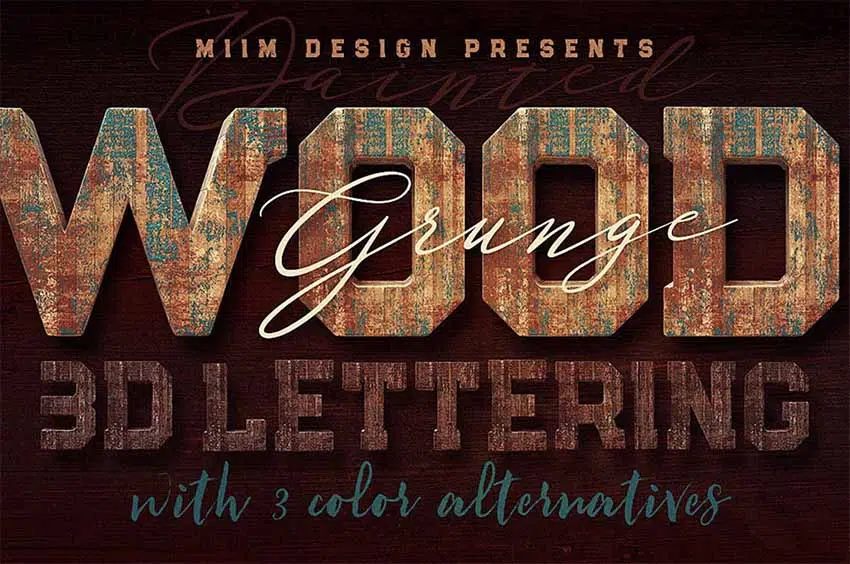 MIIM DESIGN PRESENTS
Painted
WOOD
Grunge
3D LETTERING
with 3 color alternatives